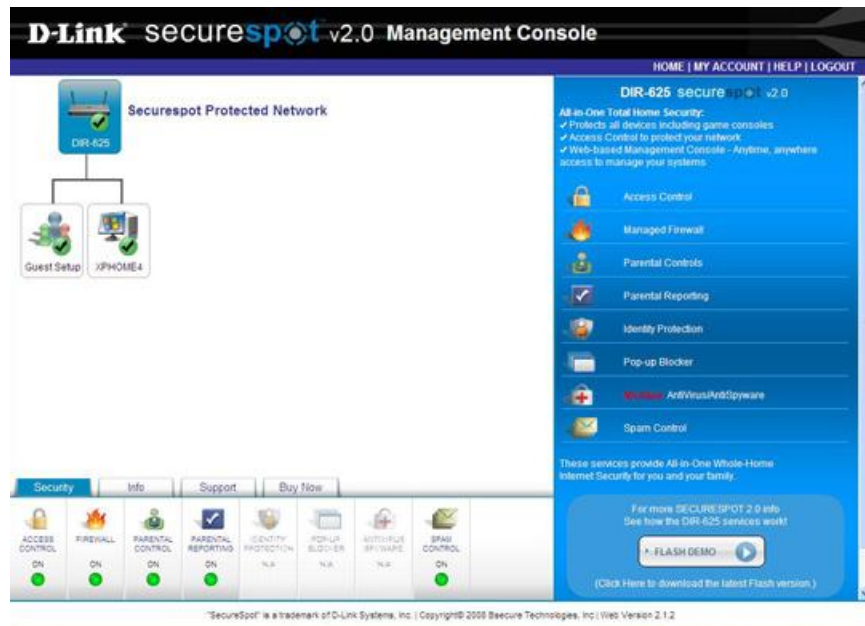 D-Link securespot v2.0 Management Console
HOME | MY ACCOUNT | HELP | LOGOUT
DIR-625
Securespot Protected Network
Guest Setup
XPHOME4
DIR-625 securespot v2.0
All-in-One Total Home Security:
✓ Protects all devices including game consoles
✓ Access Control to protect your network
✓ Web-based Management Console - Anytime, anywhere
access to manage your systems
Access Control
Managed Firewall
Parental Controls
Parental Reporting
Identity Protection
Pop-up Blocker
McAfee AntiVirus/AntiSpyware
Spam Control
These services provide All-in-One Whole-Home
Internet Security for you and your family.
For more SECURESPOT 2.0 info
See how the DIR-625 services work!
FLASH DEMO
(Click Here to download the latest Flash version.)
Security
Info
Support
Buy Now
ACCESS CONTROL
ON
FIREWALL
ON
PARENTAL CONTROL
ON
PARENTAL REPORTING
ON
IDENTITY PROTECTION
N/A
POP-UP BLOCKER
N/A
ANTIVIRUS SPYWARE
N/A
SPAM CONTROL
ON
"SecureSpot" is a trademark of D-Link Systems, Inc. | Copyright© 2008 Bsecure Technologies, Inc | Web Version 2.1.2